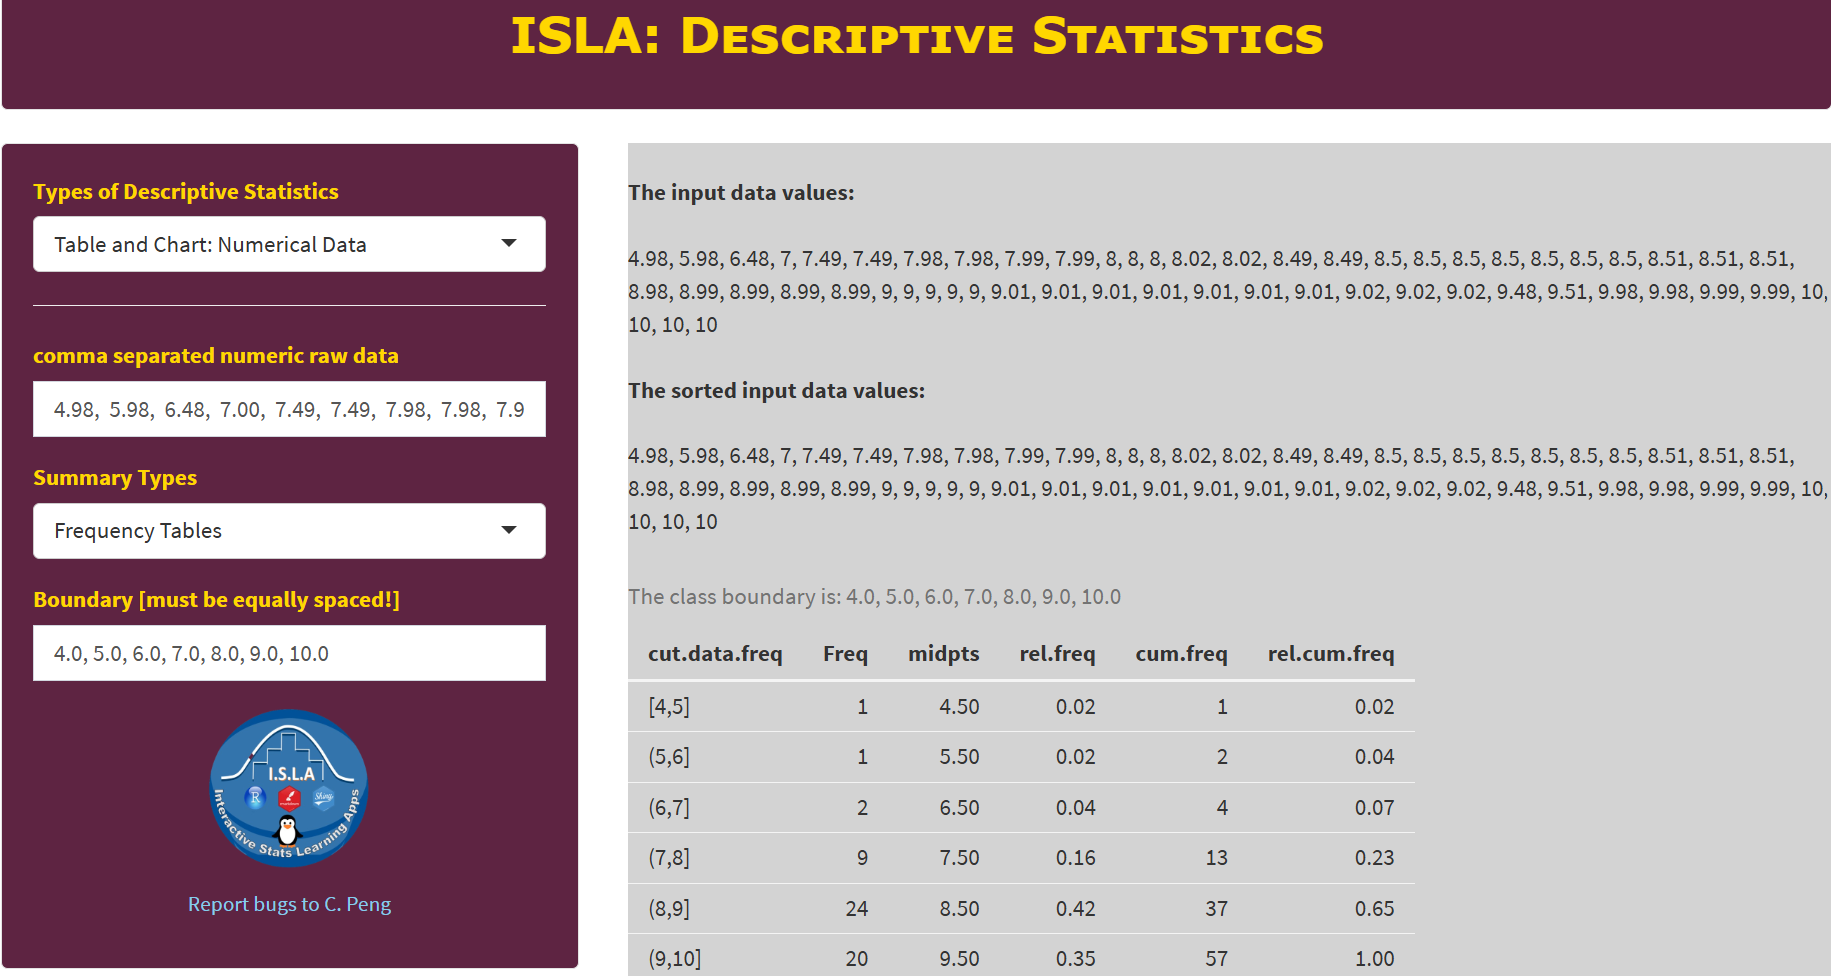 ISLA: Descriptive Statistics
Types of Descriptive Statistics
Table and Chart: Numerical Data
comma separated numeric raw data
4.98, 5.98, 6.48, 7.00, 7.49, 7.49, 7.98, 7.98, 7.9
Summary Types
Frequency Tables
Boundary [must be equally spaced!]
4.0, 5.0, 6.0, 7.0, 8.0, 9.0, 10.0
I.S.L.A
R
Shiny
Interactive Stats Learning Apps
Report bugs to C. Peng
The input data values:
4.98, 5.98, 6.48, 7, 7.49, 7.49, 7.98, 7.98, 7.99, 7.99, 8, 8, 8, 8.02, 8.02, 8.49, 8.49, 8.5, 8.5, 8.5, 8.5, 8.5, 8.5, 8.5, 8.51, 8.51, 8.51,
8.98, 8.99, 8.99, 8.99, 8.99, 9, 9, 9, 9, 9, 9.01, 9.01, 9.01, 9.01, 9.01, 9.01, 9.01, 9.02, 9.02, 9.02, 9.48, 9.51, 9.98, 9.98, 9.99, 9.99, 10,
10, 10, 10
The sorted input data values:
4.98, 5.98, 6.48, 7, 7.49, 7.49, 7.98, 7.98, 7.99, 7.99, 8, 8, 8, 8.02, 8.02, 8.49, 8.49, 8.5, 8.5, 8.5, 8.5, 8.5, 8.5, 8.5, 8.51, 8.51, 8.51,
8.98, 8.99, 8.99, 8.99, 8.99, 9, 9, 9, 9, 9, 9.01, 9.01, 9.01, 9.01, 9.01, 9.01, 9.01, 9.02, 9.02, 9.02, 9.48, 9.51, 9.98, 9.98, 9.99, 9.99, 10,
10, 10, 10
The class boundary is: 4.0, 5.0, 6.0, 7.0, 8.0, 9.0, 10.0
cut.data.freq Freq midpts rel.freq cum.freq rel.cum.freq
[4,5] 1 4.50 0.02 1 0.02
(5,6] 1 5.50 0.02 2 0.04
(6,7] 2 6.50 0.04 4 0.07
(7,8] 9 7.50 0.16 13 0.23
(8,9] 24 8.50 0.42 37 0.65
(9,10] 20 9.50 0.35 57 1.00